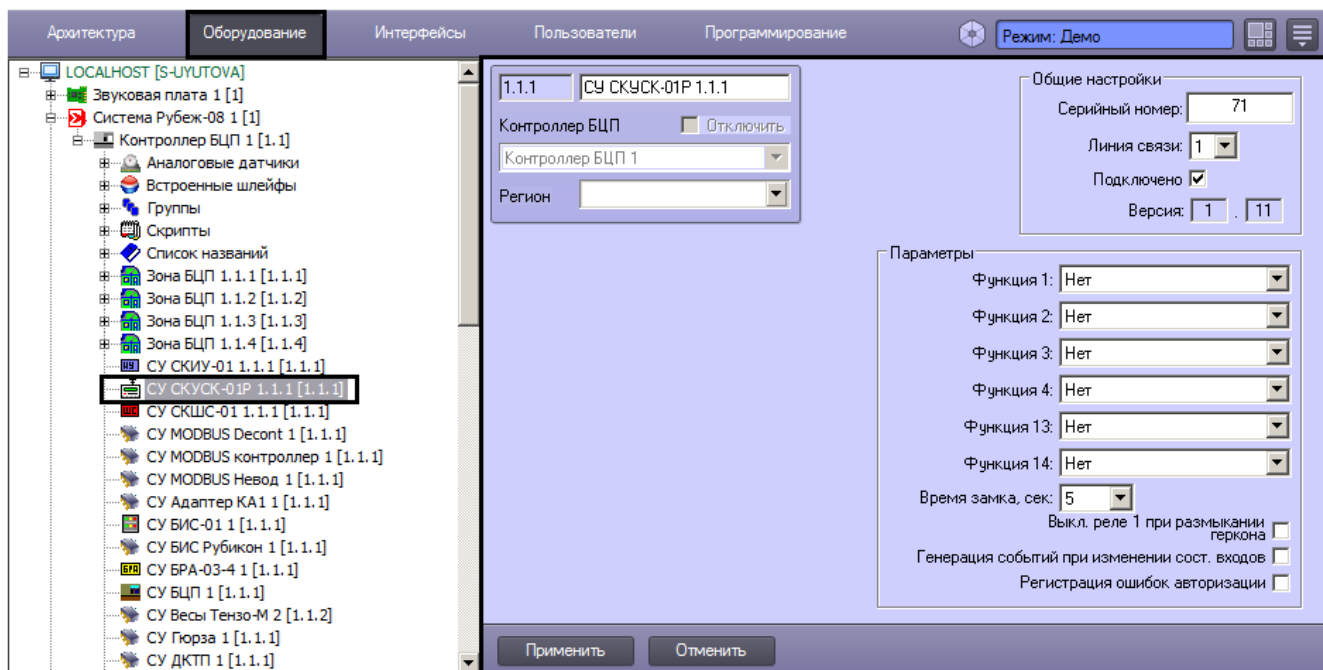 Архитектура Оборудование Интерфейсы Пользователи Программирование Режим: Демо
LOCALHOST [S-UYUTOVA]
Звуковая плата 1 [1]
Система Рубеж-08 1 [1]
Контроллер БЦП 1 [1.1]
Аналоговые датчики
Встроенные шлейфы
Группы
Скрипты
Список названий
Зона БЦП 1.1.1 [1.1.1]
Зона БЦП 1.1.2 [1.1.2]
Зона БЦП 1.1.3 [1.1.3]
Зона БЦП 1.1.4 [1.1.4]
СУ СКИУ-01 1.1.1 [1.1.1]
СУ СКУСК-01Р 1.1.1 [1.1.1]
СУ СКШС-01 1.1.1 [1.1.1]
СУ MODBUS Decont 1 [1.1.1]
СУ MODBUS контроллер 1 [1.1.1]
СУ MODBUS Невод 1 [1.1.1]
СУ Адаптер КА1 1 [1.1.1]
СУ БИС-01 1 [1.1.1]
СУ БИС Рубикон 1 [1.1.1]
СУ БРА-03-4 1 [1.1.1]
СУ БЦП 1 [1.1.1]
СУ Весы Тензо-М 2 [1.1.2]
СУ Гюрза 1 [1.1.1]
СУ ДКТП 1 [1.1.1]
1.1.1 СУ СКУСК-01Р 1.1.1
Контроллер БЦП Отключить
Контроллер БЦП 1
Регион
Общие настройки
Серийный номер: 71
Линия связи: 1
Подключено
Версия: 1 . 11
Параметры
Функция 1: Нет
Функция 2: Нет
Функция 3: Нет
Функция 4: Нет
Функция 13: Нет
Функция 14: Нет
Время замка, сек: 5
Выкл. реле 1 при размыкании
геркона
Генерация событий при изменении сост. входов
Регистрация ошибок авторизации
Применить Отменить